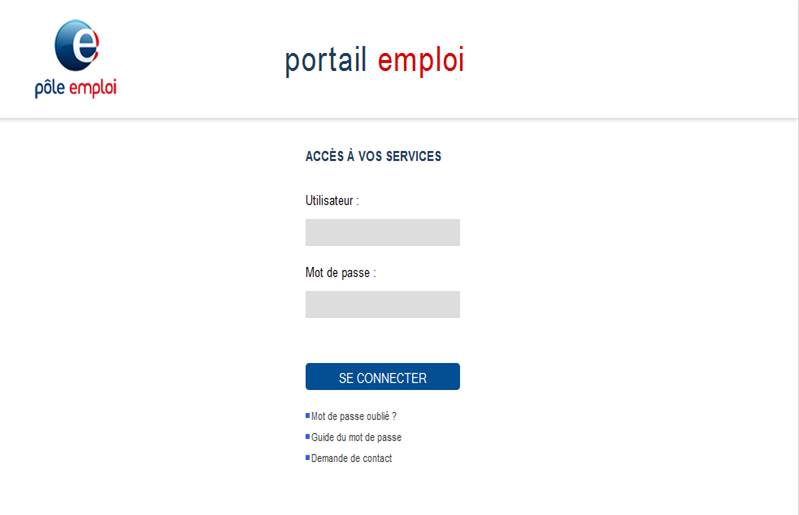 e
pôle emploi
portail emploi
ACCÈS À VOS SERVICES
Utilisateur :
Mot de passe :
SE CONNECTER
Mot de passe oublié ?
Guide du mot de passe
Demande de contact